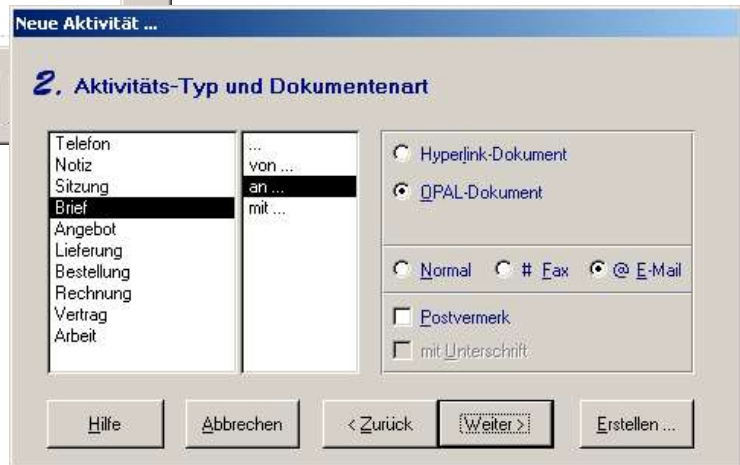 Neue Aktivität ...
2. Aktivitäts-Typ und Dokumentenart
Telefon
Notiz
Sitzung
Brief
Angebot
Lieferung
Bestellung
Rechnung
Vertrag
Arbeit
...
von ...
an ...
mit ...
Hyperlink-Dokument
OPAL-Dokument
Normal # Fax @ E-Mail
Postvermerk
mit Unterschrift
Hilfe Abbrechen < Zurück Weiter > Erstellen ...